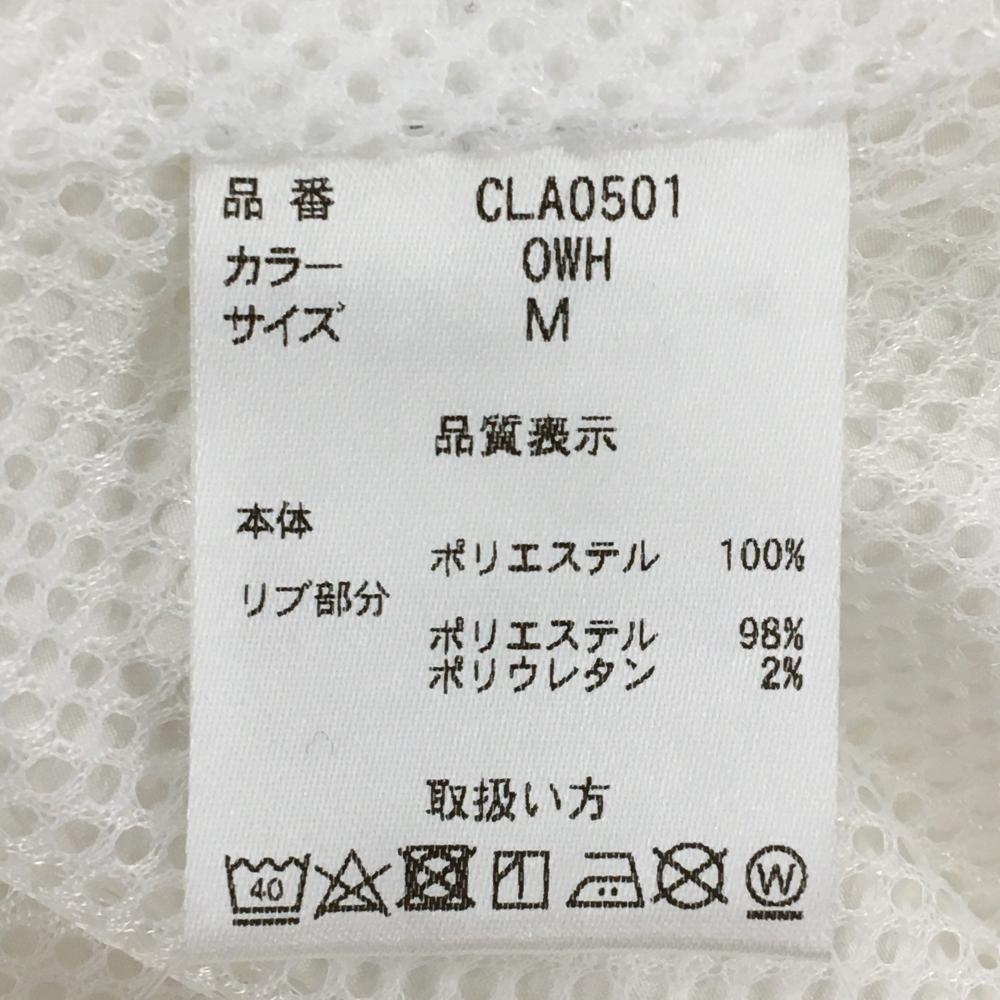 品番 CLA0501
カラー OWH
サイズ M
品質表示
本体
ポリエステル 100%
リブ部分
ポリエステル 98%
ポリウレタン 2%
取扱い方
40 W